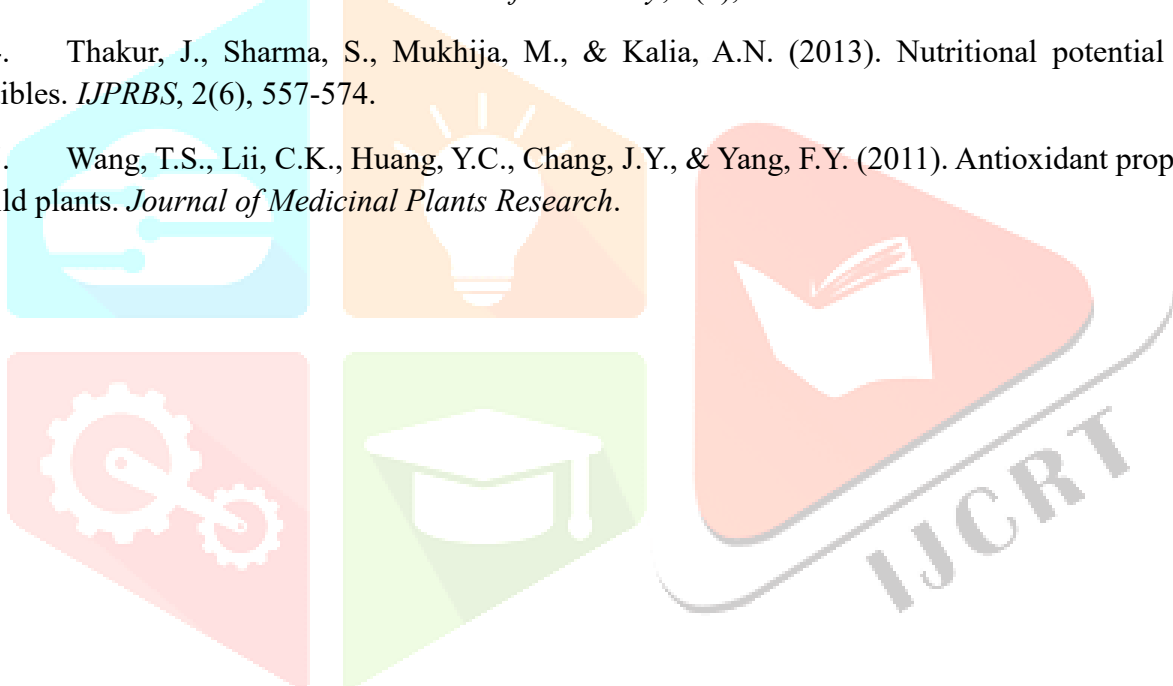 Thakur, J., Sharma, S., Mukhija, M., & Kalia, A.N. (2013). Nutritional potential
ibles. IJPRBS, 2(6), 557-574.
Wang, T.S., Lii, C.K., Huang, Y.C., Chang, J.Y., & Yang, F.Y. (2011). Antioxidant prop
ld plants. Journal of Medicinal Plants Research.
IJCRT